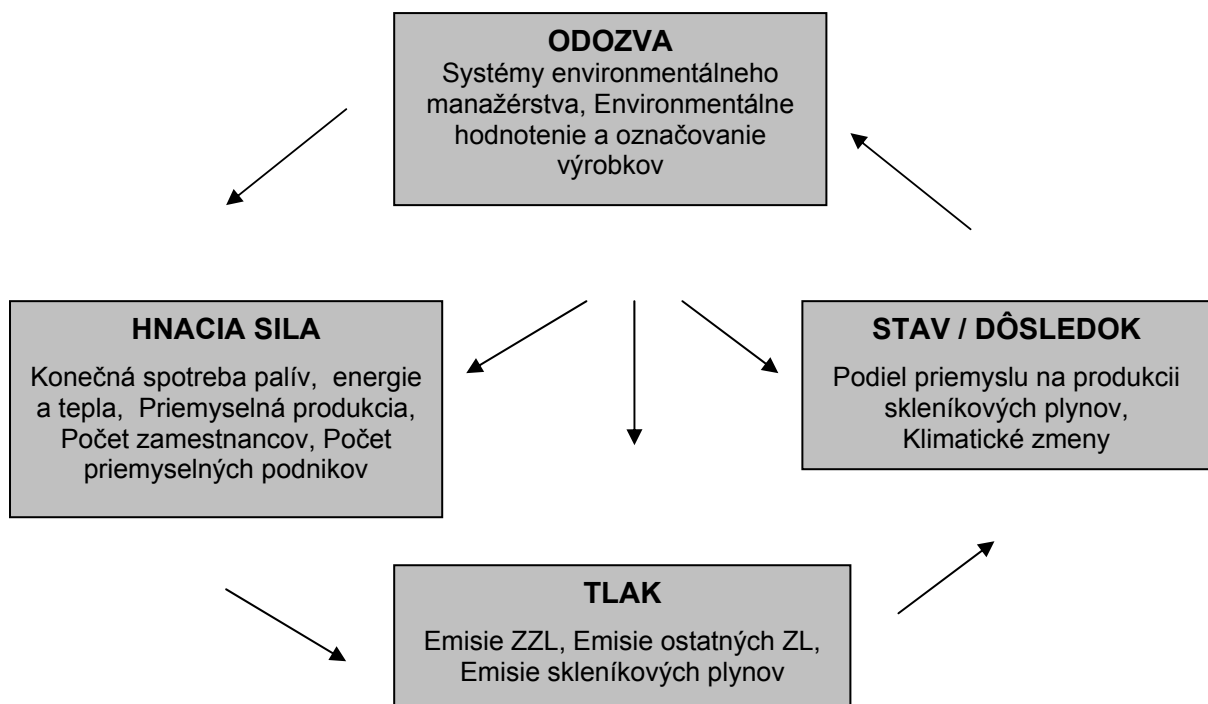 ODOZVA
Systémy environmentálneho
manažérstva, Environmentálne
hodnotenie a označovanie
výrobkov
HNACIA SILA
Konečná spotreba palív, energie
a tepla, Priemyselná produkcia,
Počet zamestnancov, Počet
priemyselných podnikov
STAV / DÔSLEDOK
Podiel priemyslu na produkcii
skleníkových plynov,
Klimatické zmeny
TLAK
Emisie ZZL, Emisie ostatných ZL,
Emisie skleníkových plynov